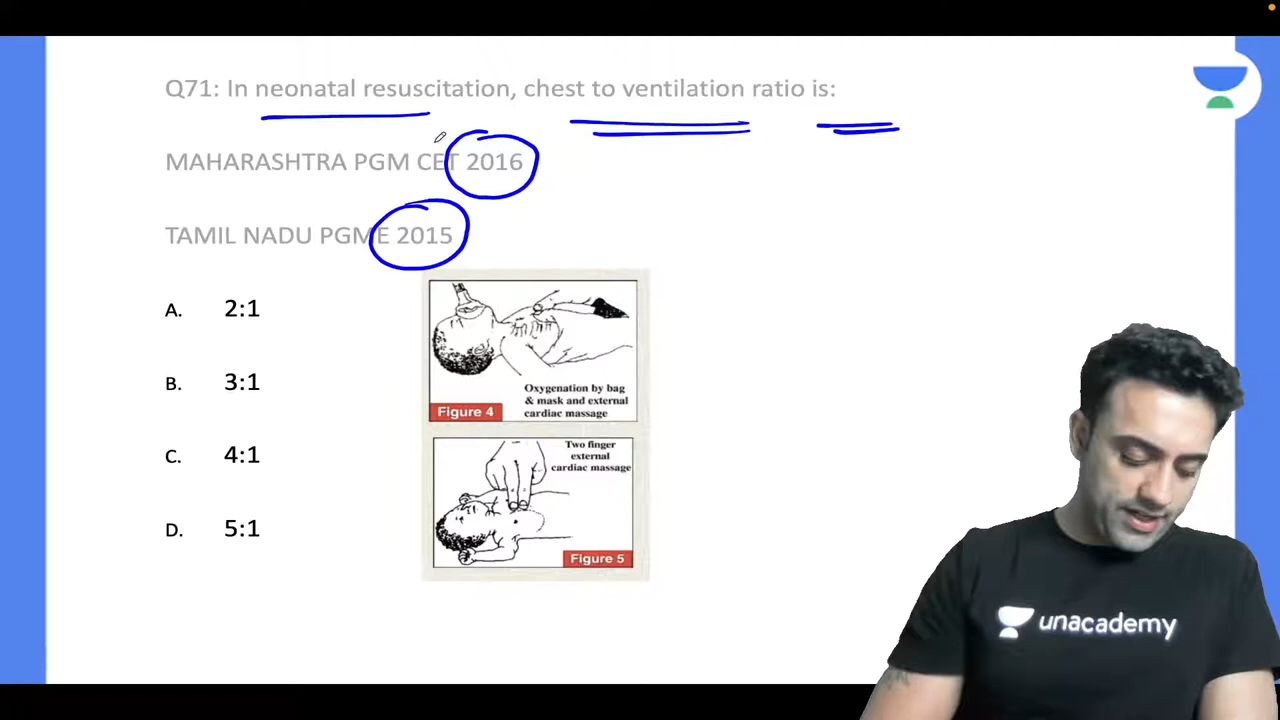 Q71: In neonatal resuscitation, chest to ventilation ratio is:
MAHARASHTRA PGM CET 2016
TAMIL NADU PGME 2015
A. 2:1
B. 3:1
C. 4:1
D. 5:1
Oxygenation by bag
& mask and external
cardiac massage
Figure 4
Two finger
external
cardiac massage
Figure 5
unacademy